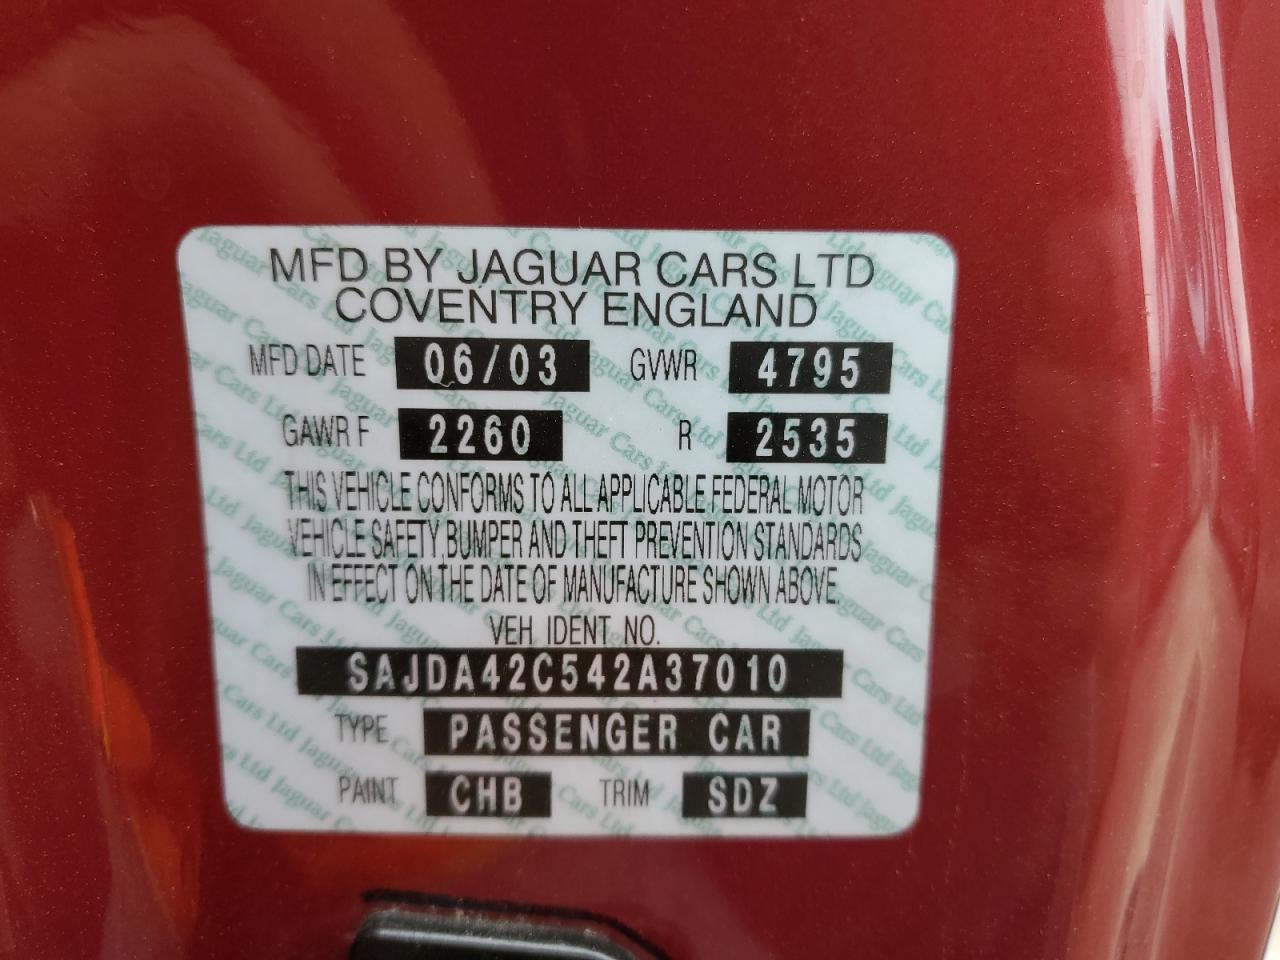 MFD BY JAGUAR CARS LTD
COVENTRY ENGLAND
MFD DATE 06/03 GVWR 4795
GAWR F 2260 R 2535
THIS VEHICLE CONFORMS TO ALL APPLICABLE FEDERAL MOTOR
VEHICLE SAFETY, BUMPER AND THEFT PREVENTION STANDARDS
IN EFFECT ON THE DATE OF MANUFACTURE SHOWN ABOVE.
VEH IDENT NO.
SAJDA42C542A37010
TYPE PASSENGER CAR
PAINT CHB TRIM SDZ